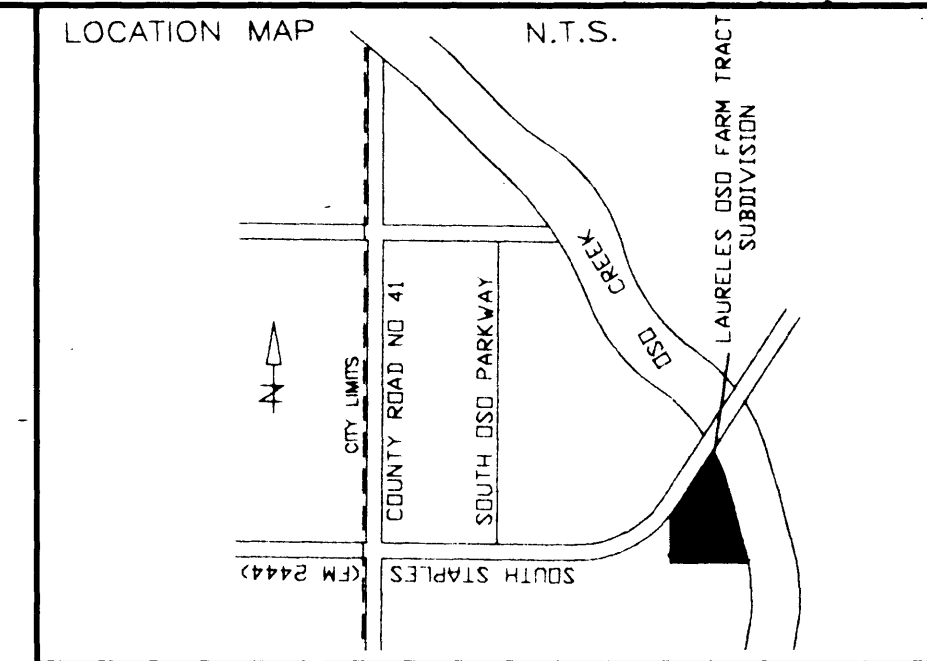 LOCATION MAP
N.T.S.
LAURELES OSO FARM TRACT
SUBDIVISION
OSO CREEK
N
CITY LIMITS
COUNTY ROAD NO 41
SOUTH OSO PARKWAY
SOUTH STAPLES (FM 2444)